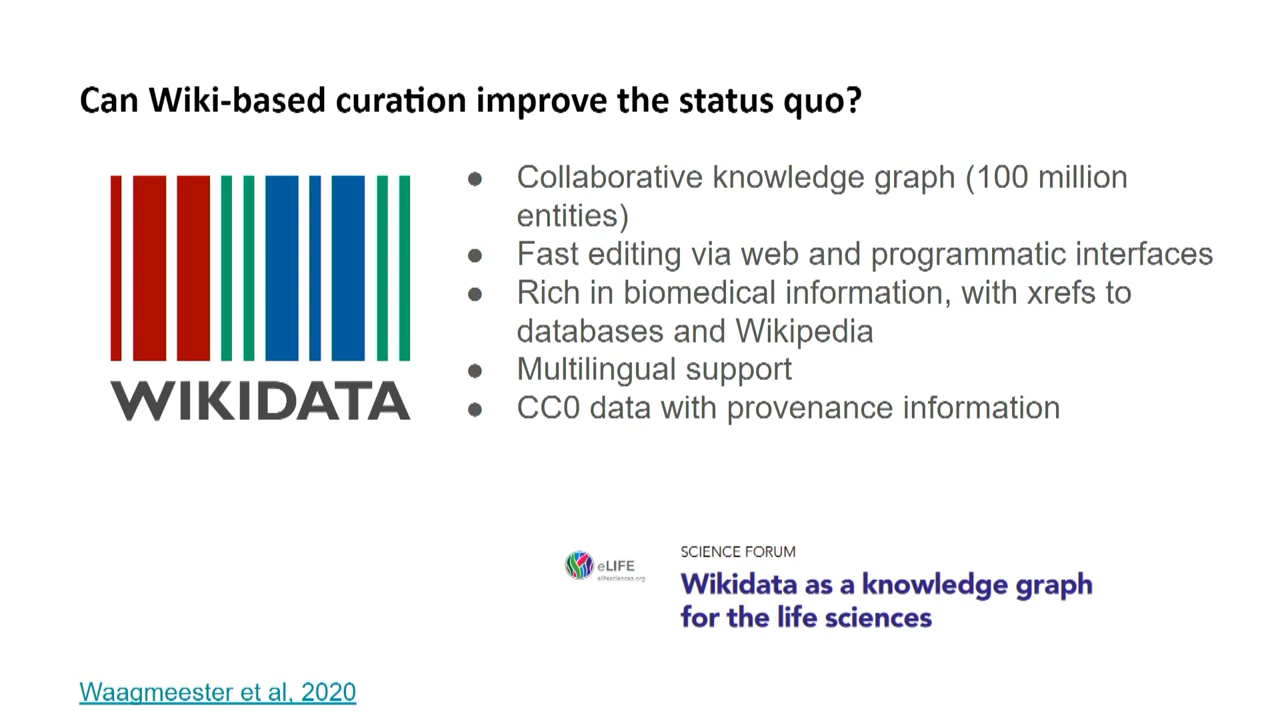 Can Wiki-based curation improve the status quo?
WIKIDATA
● Collaborative knowledge graph (100 million
entities)
● Fast editing via web and programmatic interfaces
● Rich in biomedical information, with xrefs to
databases and Wikipedia
● Multilingual support
● CC0 data with provenance information
eLIFE
elifesciences.org
SCIENCE FORUM
Wikidata as a knowledge graph
for the life sciences
Waagmeester et al, 2020